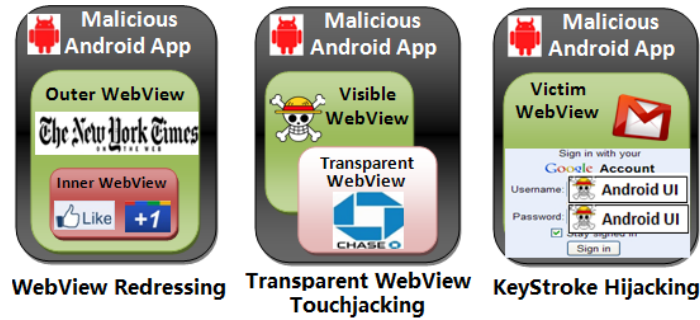 Malicious
Android App
Outer WebView
The New York Times
ON THE WEB
Inner WebView
Like
+1
WebView Redressing
Malicious
Android App
Visible
WebView
Transparent
WebView
CHASE
Transparent WebView
Touchjacking
Malicious
Android App
Victim
WebView
Sign in with your
Google Account
Username:
Android UI
Password:
Android UI
Stay signed in
Sign in
KeyStroke Hijacking